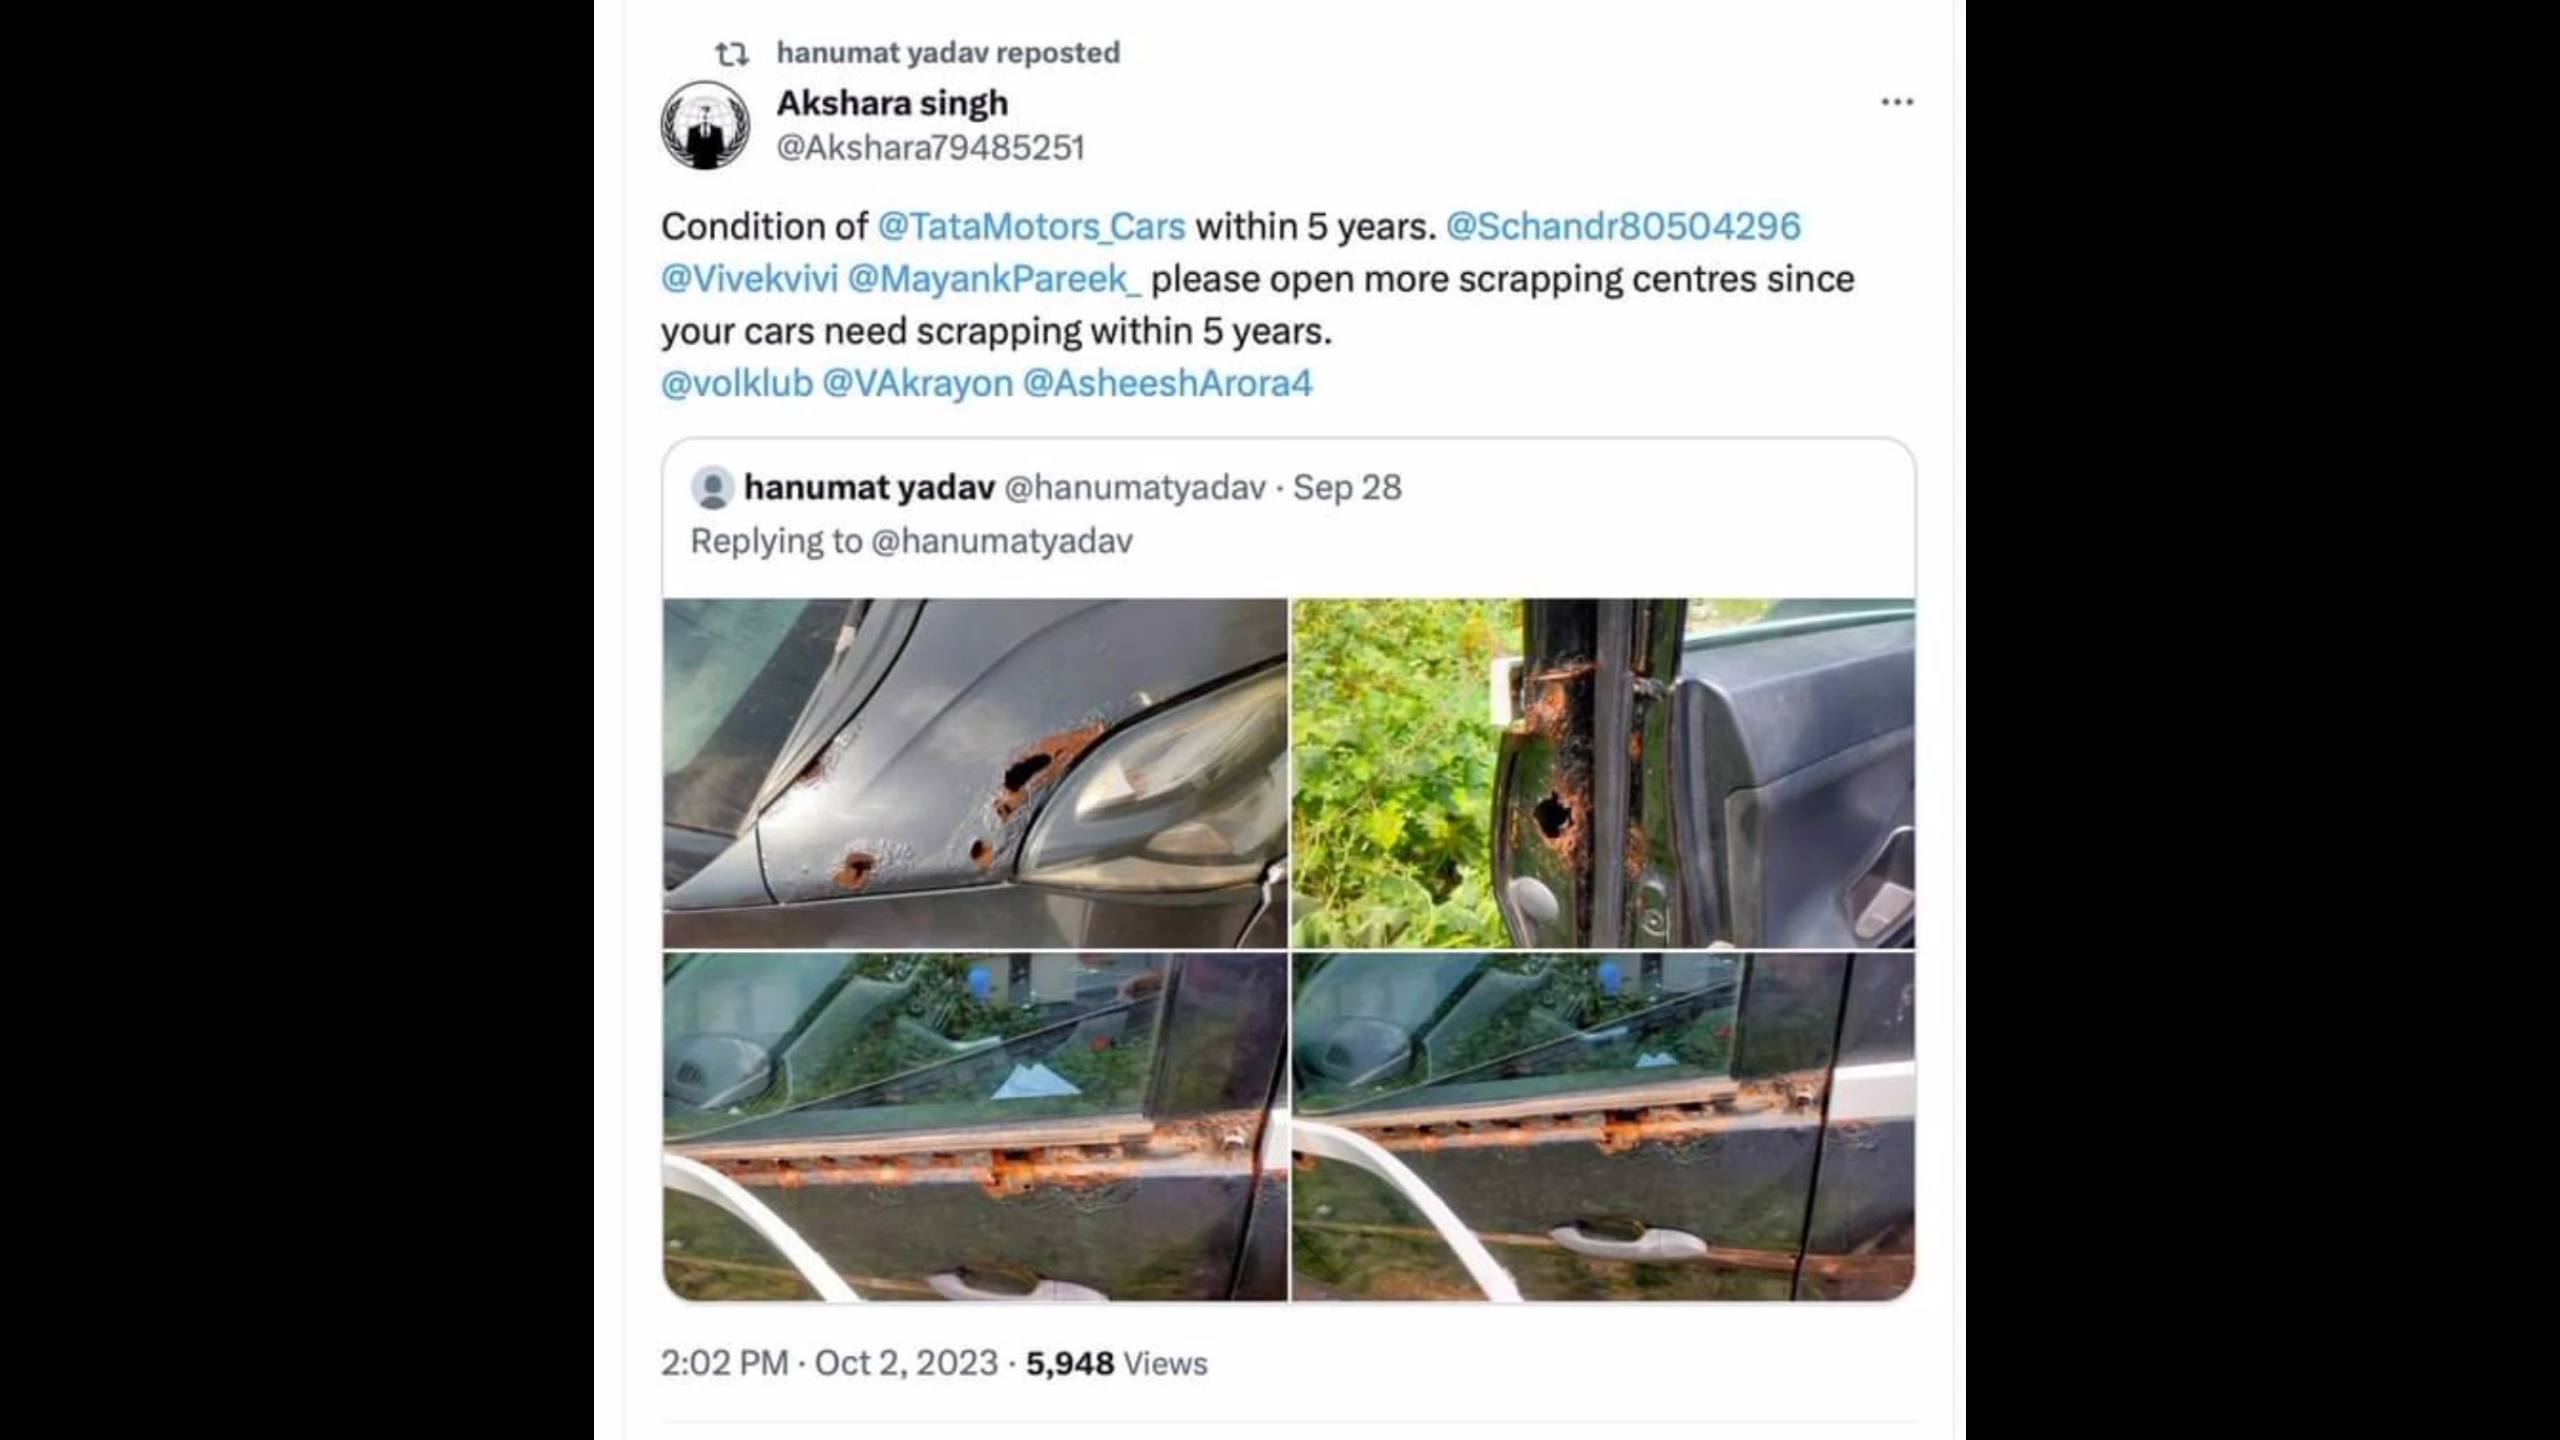 hanumat yadav reposted
Akshara singh
@Akshara79485251
Condition of @TataMotors_Cars within 5 years. @Schandr80504296
@Vivekvivi @MayankPareek_ please open more scrapping centres since
your cars need scrapping within 5 years.
@volklub @VAkrayon @AsheeshArora4
hanumat yadav @hanumatyadav · Sep 28
Replying to @hanumatyadav
2:02 PM · Oct 2, 2023 · 5,948 Views